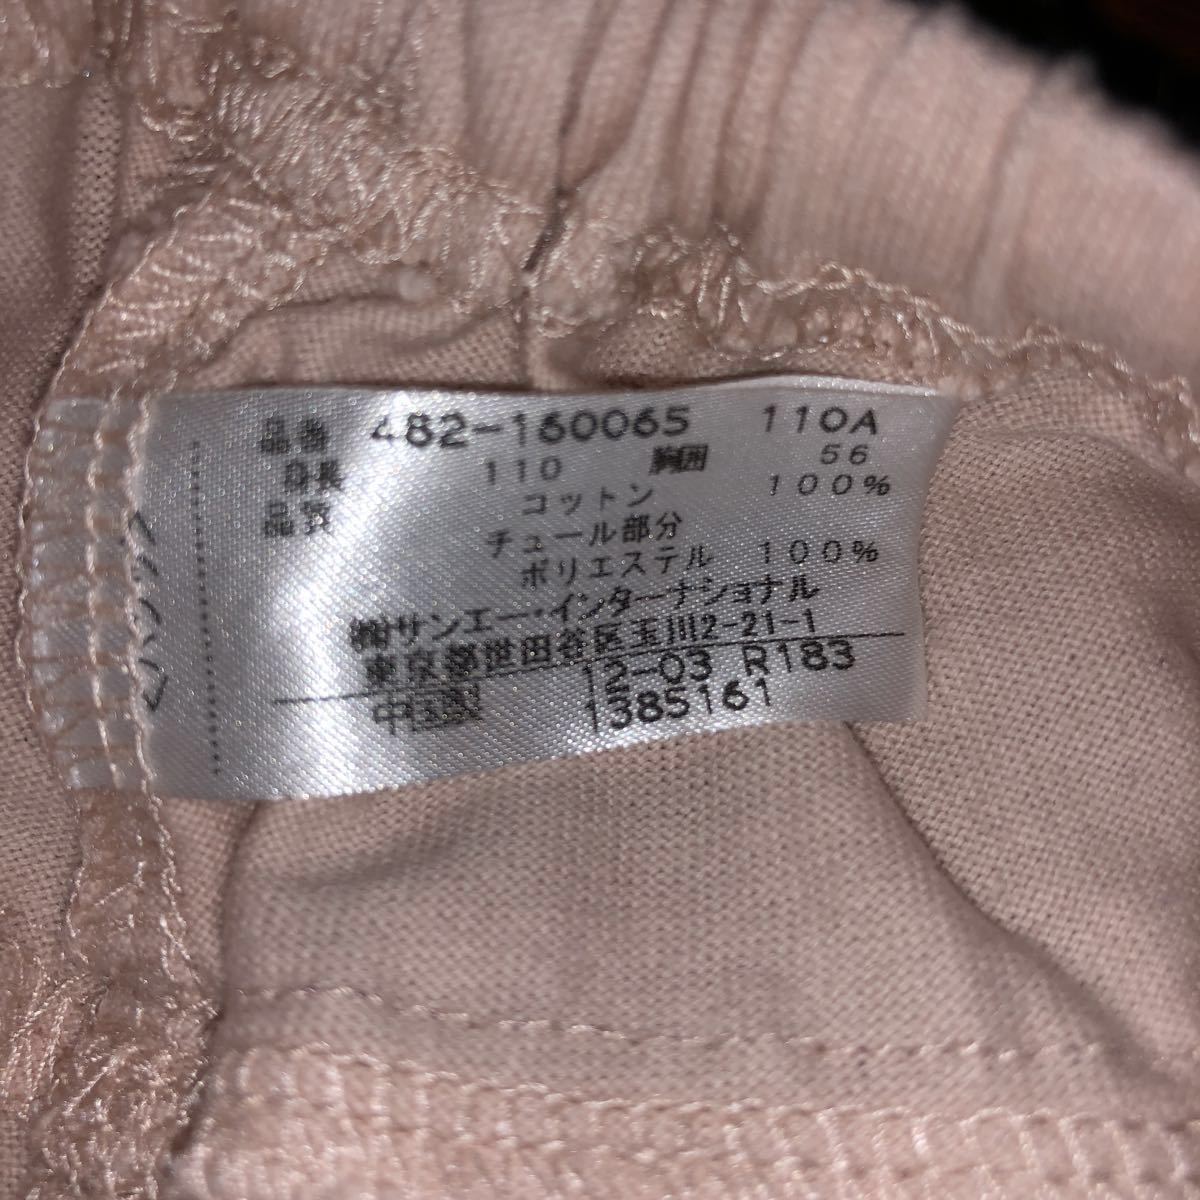 品番 482-160065 110A
身長 110 胸囲 56
品質 コットン 100%
チュール部分
ポリエステル 100%
㈱サンエー・インターナショナル
東京都世田谷区玉川2-21-1
12-03 R183
中国製 1385161